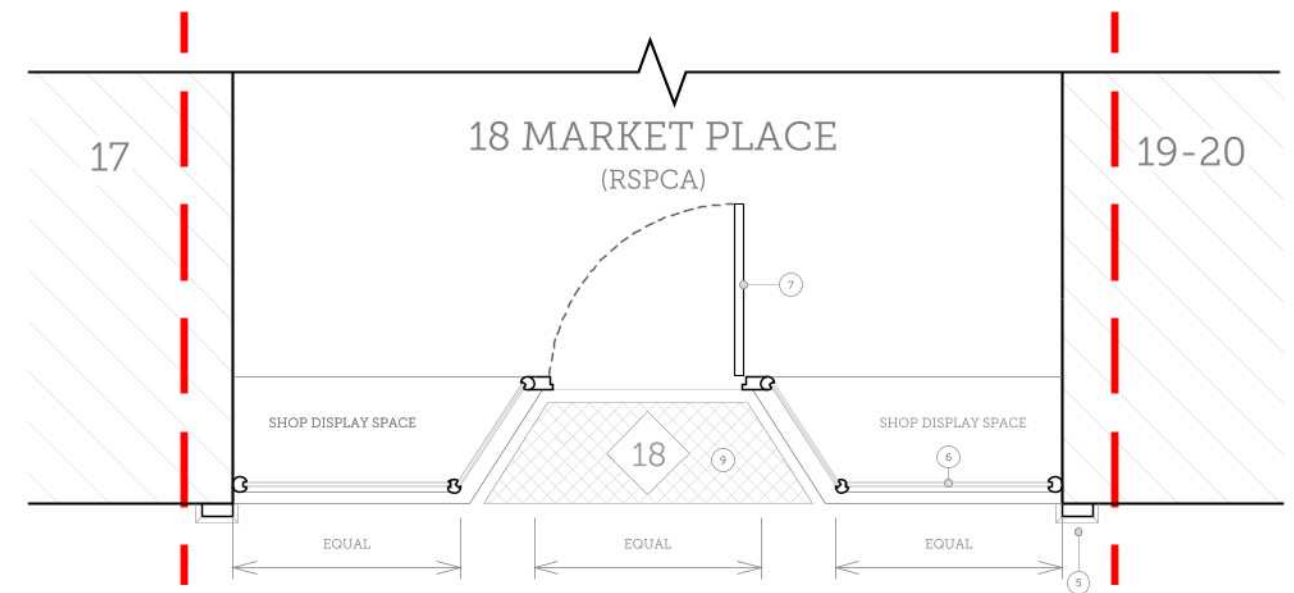 18 MARKET PLACE
(RSPCA)
17
19-20
7
SHOP DISPLAY SPACE
SHOP DISPLAY SPACE
18
9
6
EQUAL
EQUAL
EQUAL
5